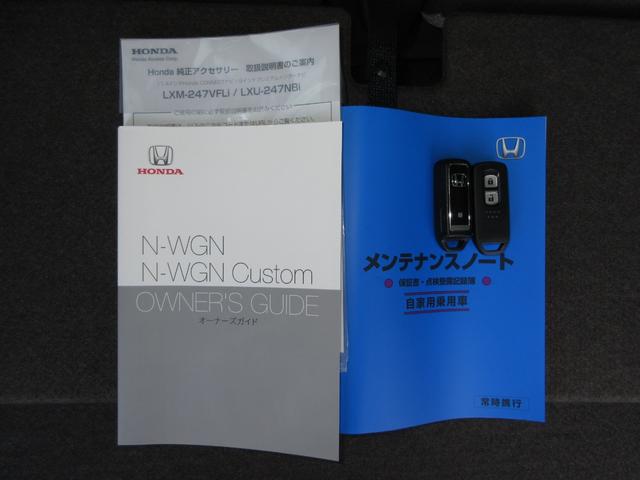 HONDA
Honda Access Corp.
Honda 純正アクセサリー 取扱説明書のご案内
LXM-247VFLi / LXU-247NBi
HONDA
N-WGN
N-WGN Custom
OWNER'S GUIDE
オーナーズガイド
メンテナンスノート
保証書・点検整備記録簿
自家用乗用車
常時携行